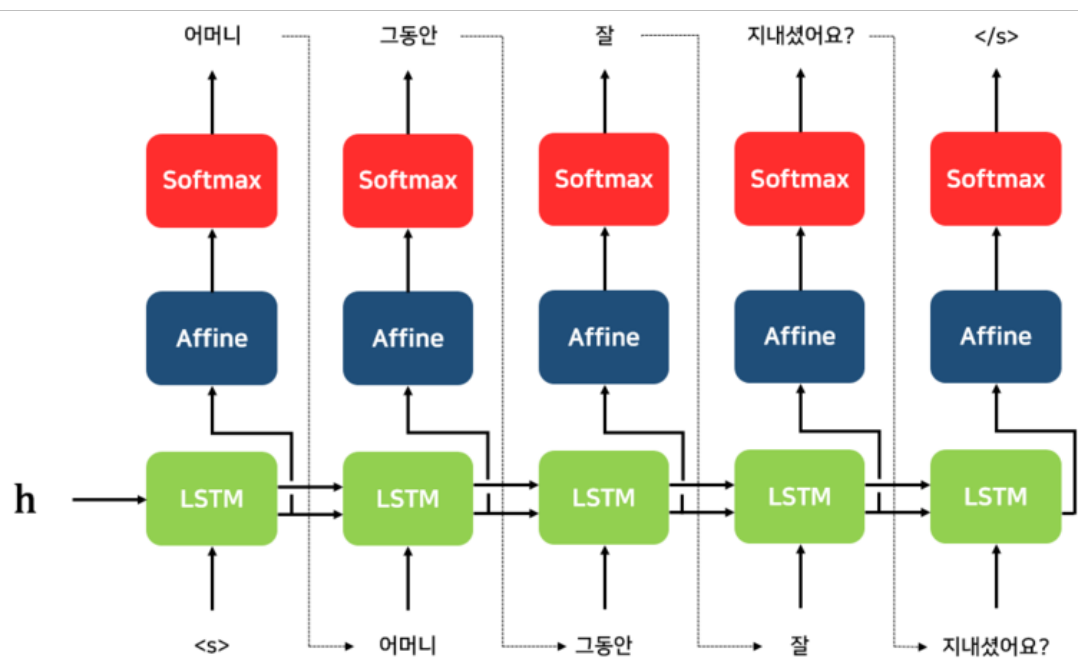 어머니 그동안 잘 지내셨어요? </s>
Softmax Softmax Softmax Softmax Softmax
Affine Affine Affine Affine Affine
h LSTM LSTM LSTM LSTM LSTM
<s> 어머니 그동안 잘 지내셨어요?